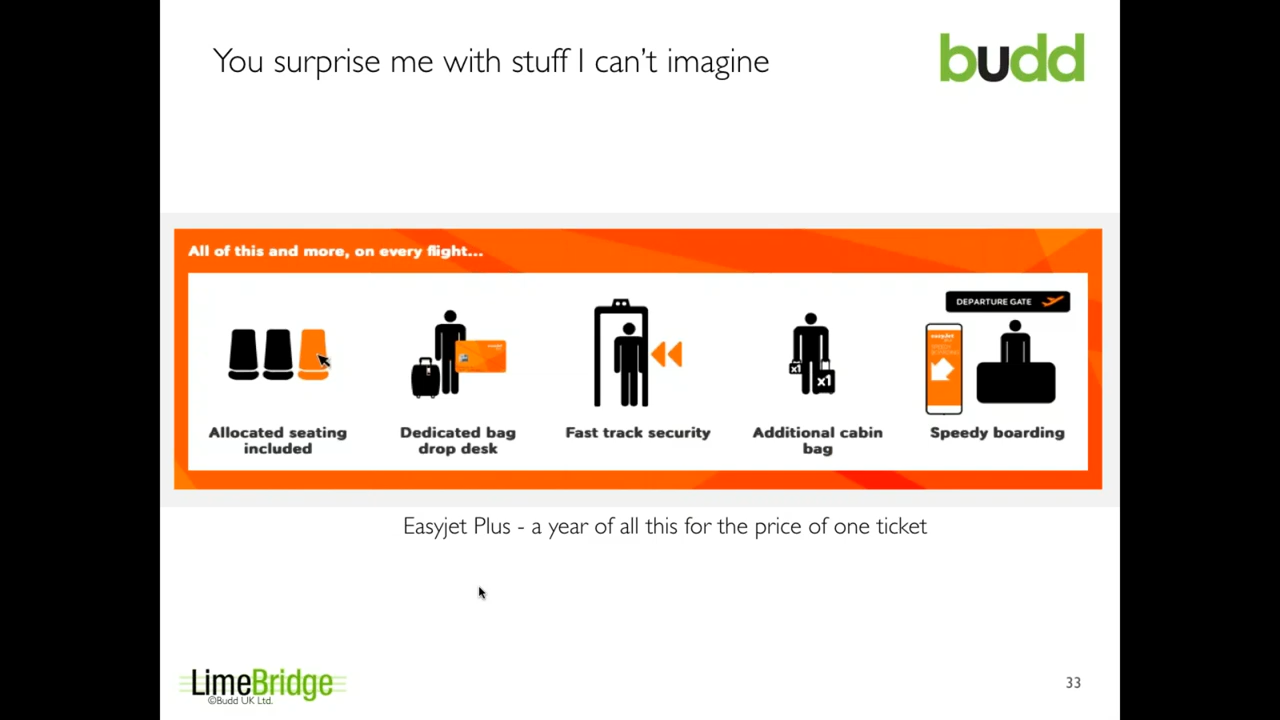 You surprise me with stuff I can't imagine
budd
All of this and more, on every flight...
DEPARTURE GATE
x1
x1
Allocated seating
included
Dedicated bag
drop desk
Fast track security
Additional cabin
bag
Speedy boarding
Easyjet Plus - a year of all this for the price of one ticket
LimeBridge
©Budd UK Ltd.
33